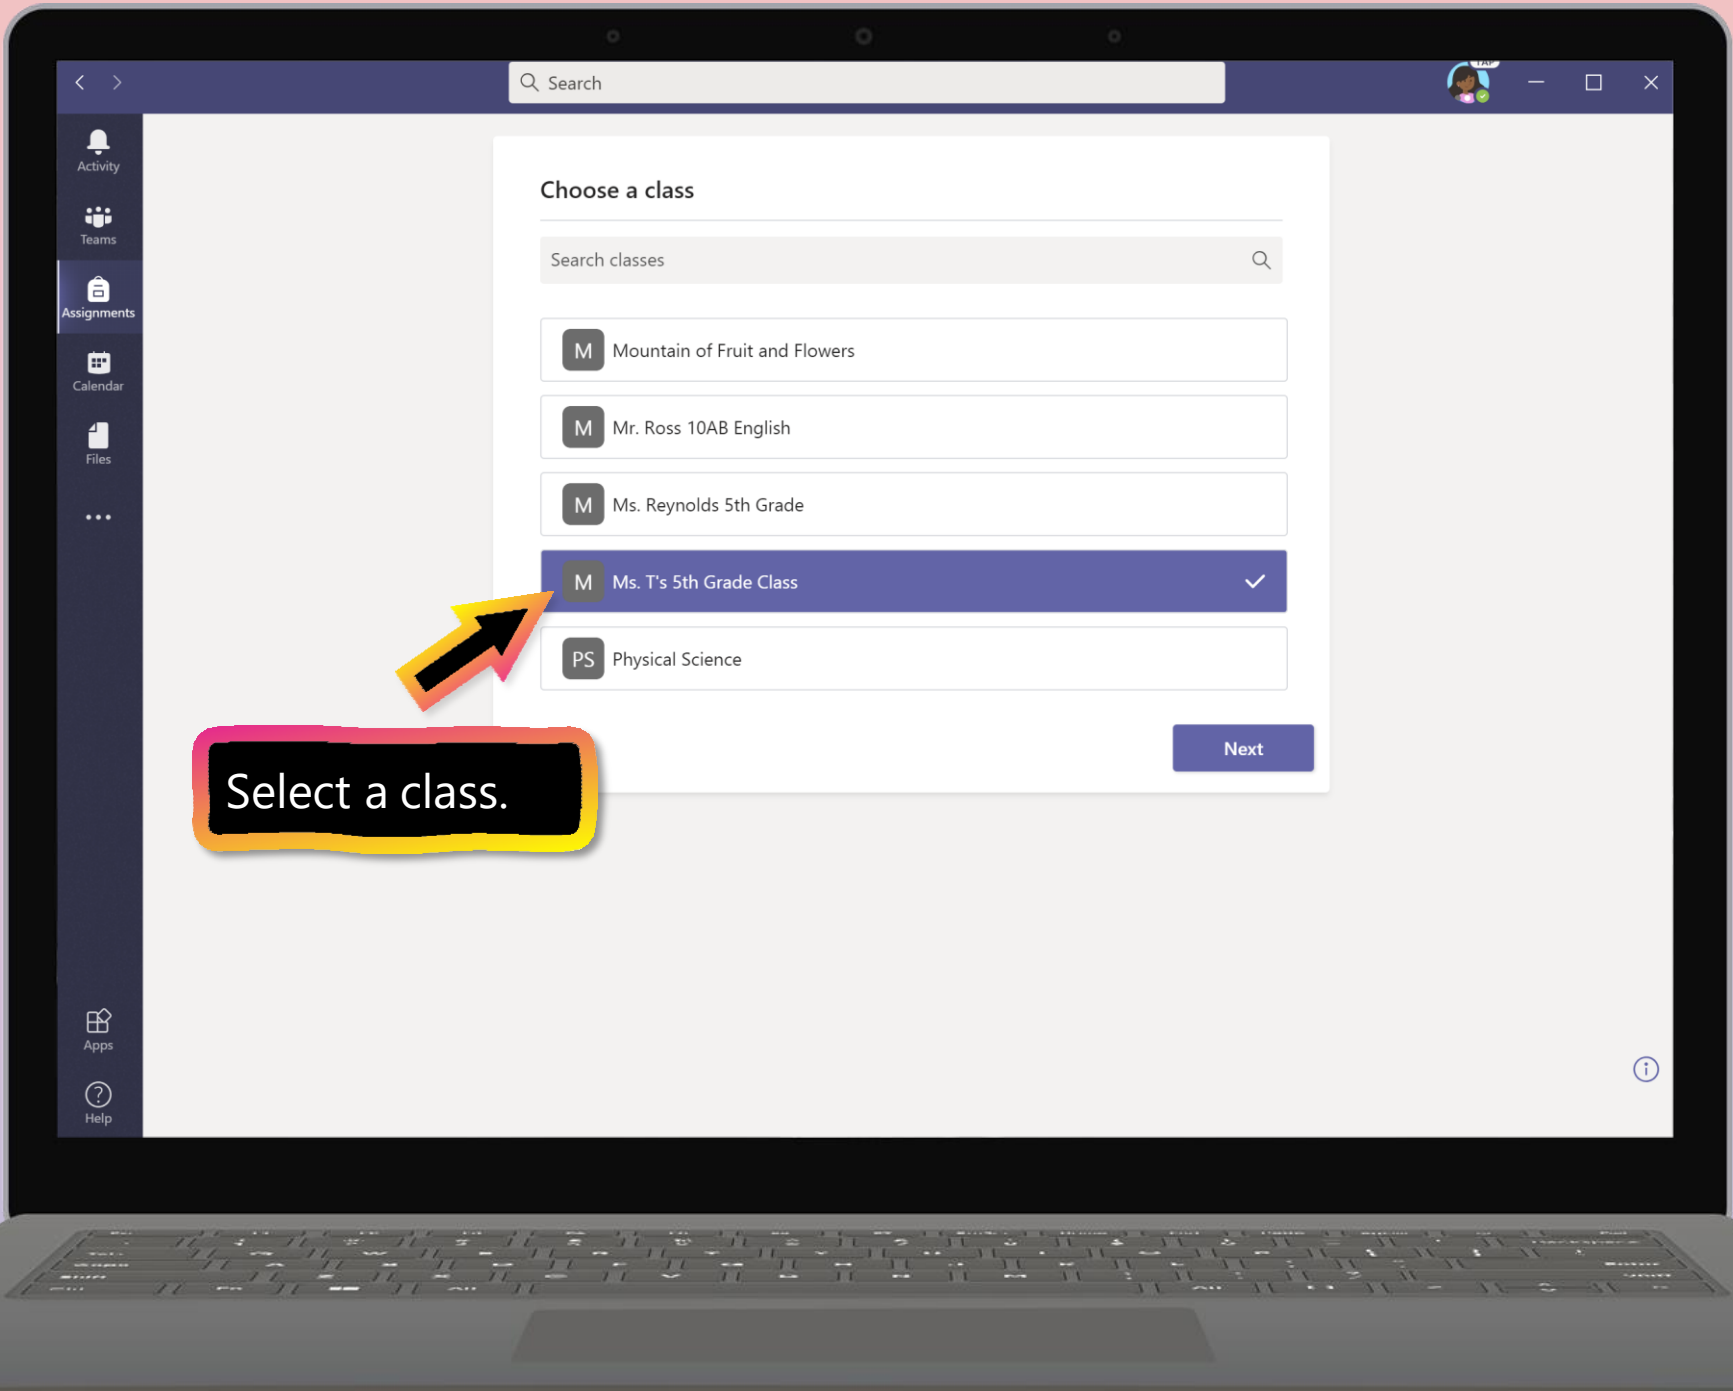 Search
TAP
Activity
Teams
Assignments
Calendar
Files
Choose a class
Search classes
M Mountain of Fruit and Flowers
M Mr. Ross 10AB English
M Ms. Reynolds 5th Grade
M Ms. T's 5th Grade Class
PS Physical Science
Next
Select a class.
Apps
Help